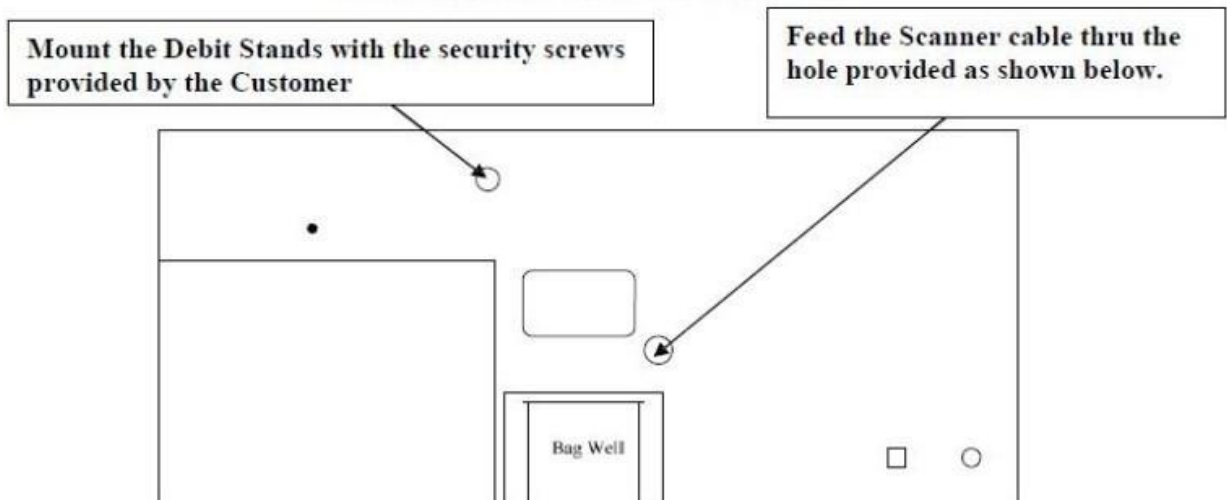 Mount the Debit Stands with the security screws
provided by the Customer
Feed the Scanner cable thru the
hole provided as shown below.
Bag Well